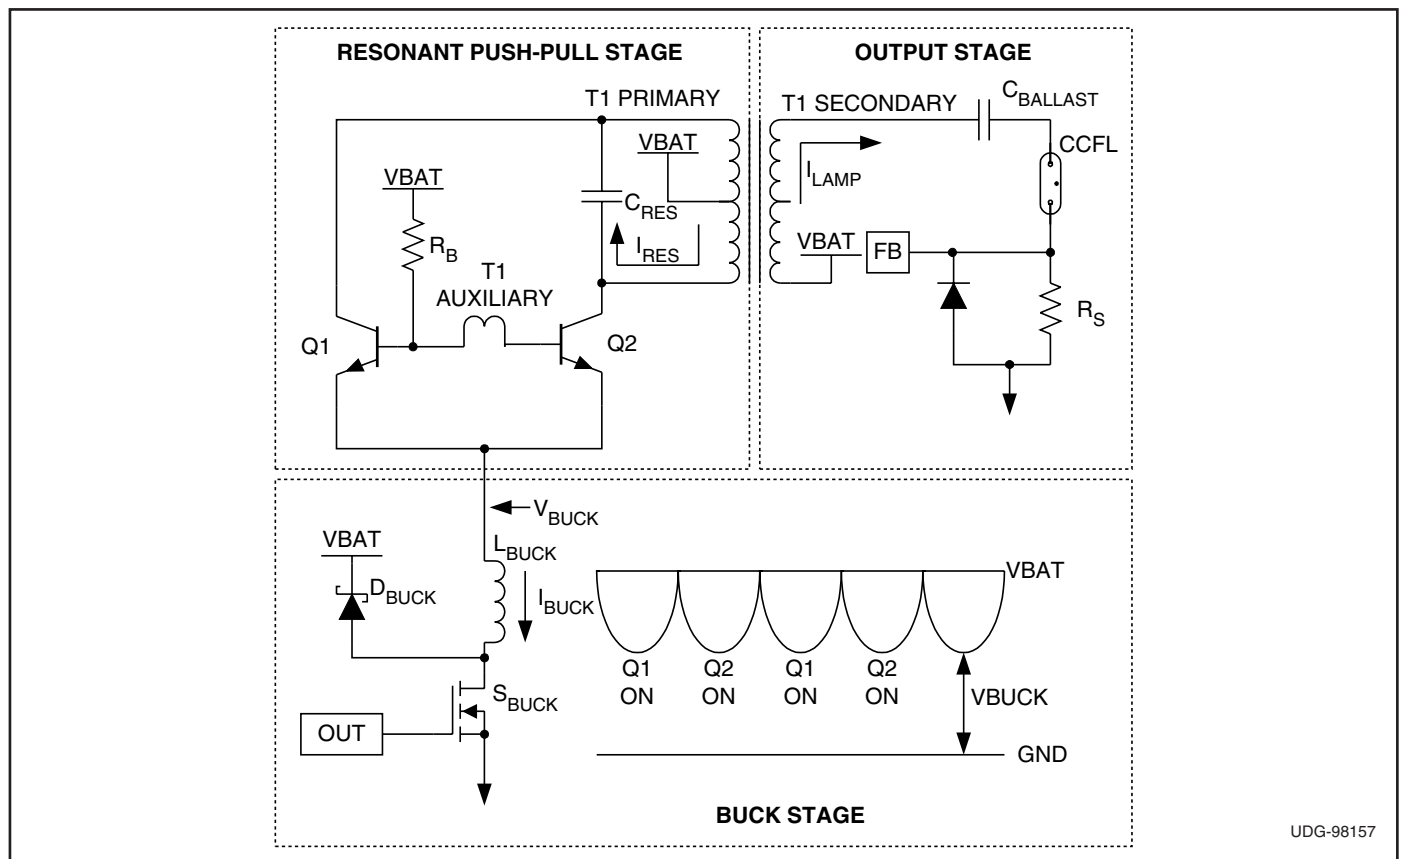 RESONANT PUSH-PULL STAGE
OUTPUT STAGE
T1 PRIMARY
T1 SECONDARY
CBALLAST
VBAT
CCFL
VBAT
ILAMP
CRES
RB
IRES
VBAT
FB
T1
AUXILIARY
RS
Q1
Q2
VBUCK
VBAT
LBUCK
VBAT
DBUCK
IBUCK
Q1
ON
Q2
ON
Q1
ON
Q2
ON
VBUCK
SBUCK
OUT
GND
BUCK STAGE
UDG-98157